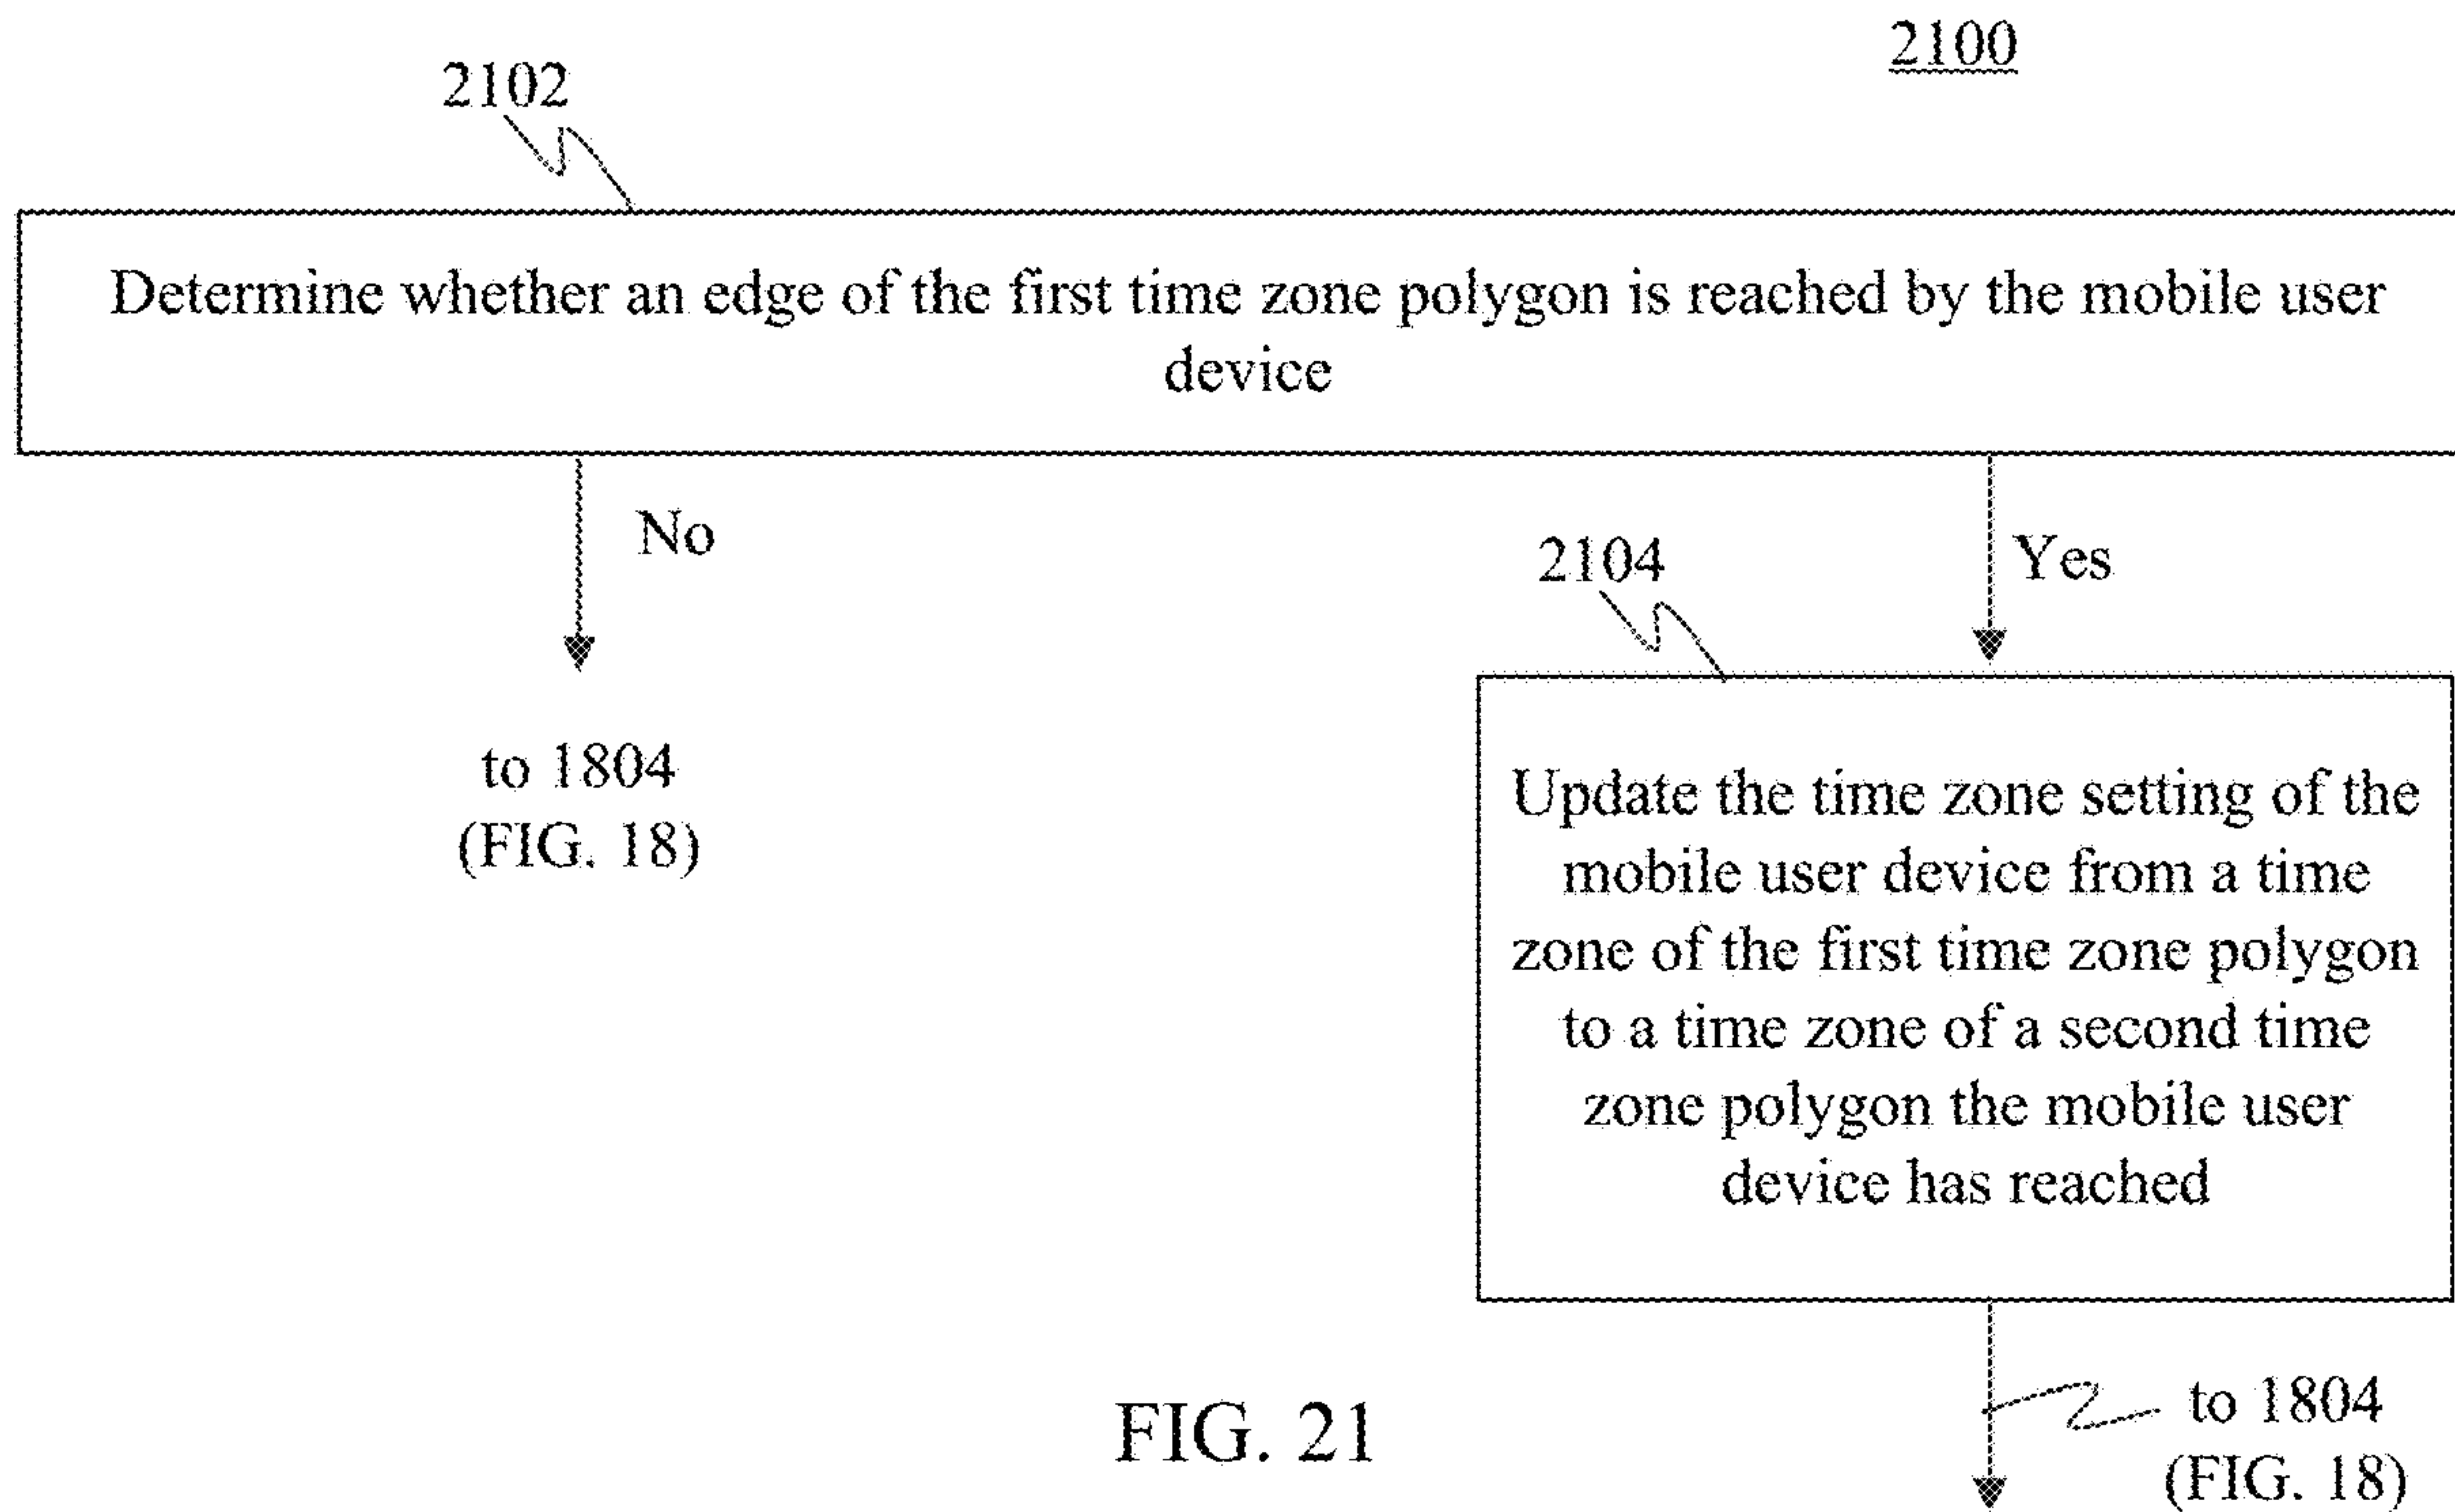 2100
2102
Determine whether an edge of the first time zone polygon is reached by the mobile user
device
No
Yes
2104
to 1804
(FIG. 18)
Update the time zone setting of the
mobile user device from a time
zone of the first time zone polygon
to a time zone of a second time
zone polygon the mobile user
device has reached
to 1804
(FIG. 18)
FIG. 21